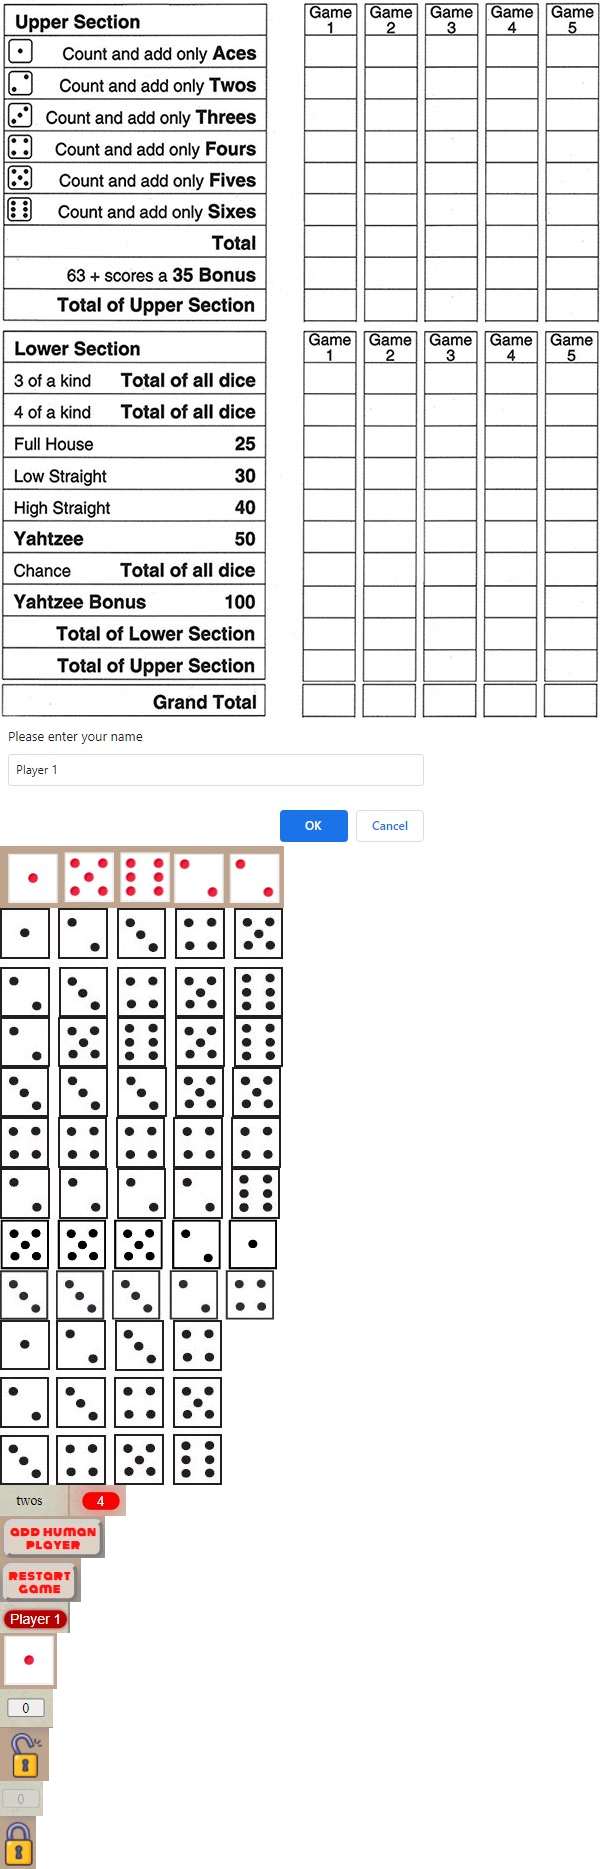 Upper Section
Game 1 Game 2 Game 3 Game 4 Game 5
Count and add only Aces
Count and add only Twos
Count and add only Threes
Count and add only Fours
Count and add only Fives
Count and add only Sixes
Total
63 + scores a 35 Bonus
Total of Upper Section
Lower Section
Game 1 Game 2 Game 3 Game 4 Game 5
3 of a kind Total of all dice
4 of a kind Total of all dice
Full House 25
Low Straight 30
High Straight 40
Yahtzee 50
Chance Total of all dice
Yahtzee Bonus 100
Total of Lower Section
Total of Upper Section
Grand Total
Please enter your name
Player 1
OK Cancel
twos 4
ADD HUMAN
PLAYER
RESTART
GAME
Player 1
0
0